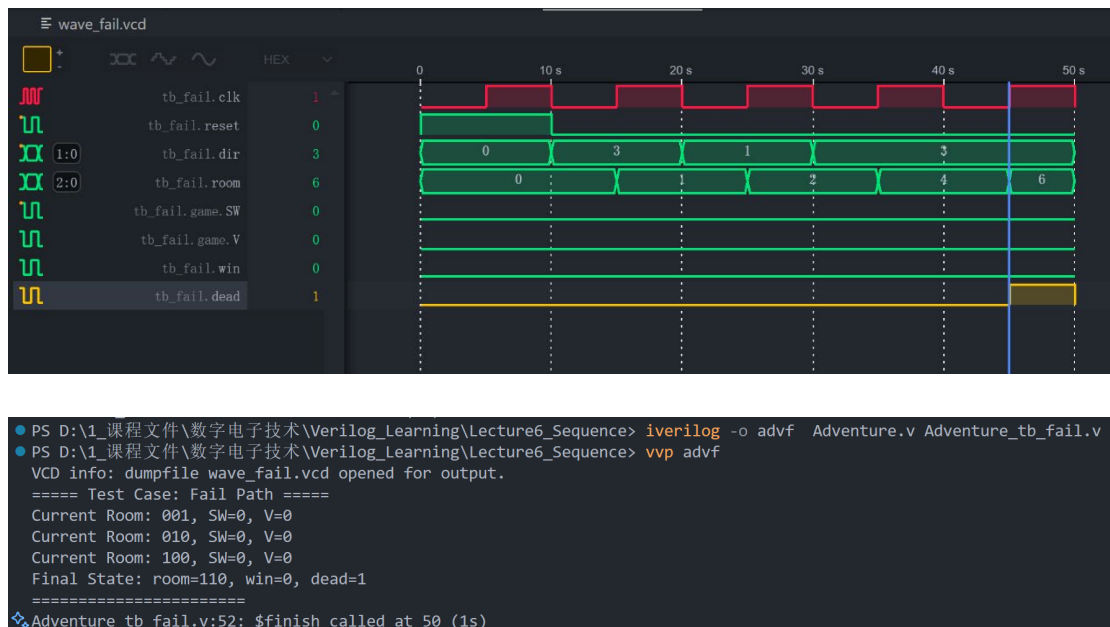 wave_fail.vcd
+
-
HEX
0 10 s 20 s 30 s 40 s 50 s
tb_fail.clk 1
tb_fail.reset 0
1:0 tb_fail.dir 3 0 3 1 3
2:0 tb_fail.room 6 0 1 2 4 6
tb_fail.game.SW 0
tb_fail.game.V 0
tb_fail.win 0
tb_fail.dead 1
PS D:\1_课程文件\数字电子技术\Verilog_Learning\Lecture6_Sequence> iverilog -o advf Adventure.v Adventure_tb_fail.v
PS D:\1_课程文件\数字电子技术\Verilog_Learning\Lecture6_Sequence> vvp advf
VCD info: dumpfile wave_fail.vcd opened for output.
===== Test Case: Fail Path =====
Current Room: 001, SW=0, V=0
Current Room: 010, SW=0, V=0
Current Room: 100, SW=0, V=0
Final State: room=110, win=0, dead=1
========================
Adventure_tb_fail.v:52: $finish called at 50 (1s)